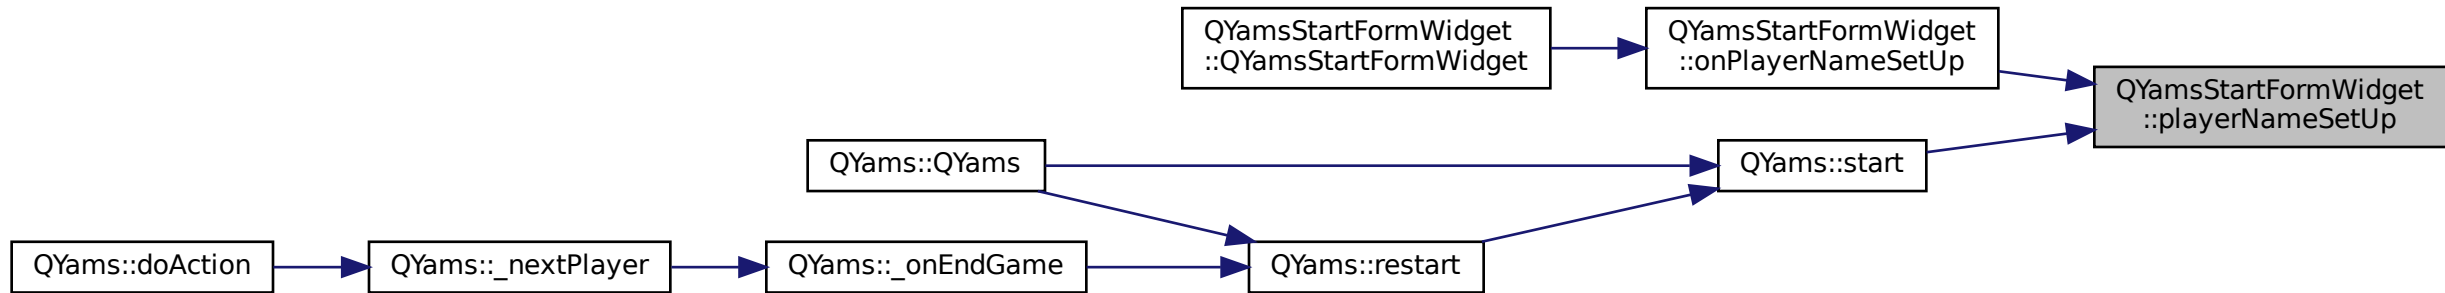 QYamsStartFormWidget
::QYamsStartFormWidget
QYamsStartFormWidget
::onPlayerNameSetUp
QYamsStartFormWidget
::playerNameSetUp
QYams::QYams
QYams::start
QYams::doAction
QYams::_nextPlayer
QYams::_onEndGame
QYams::restart